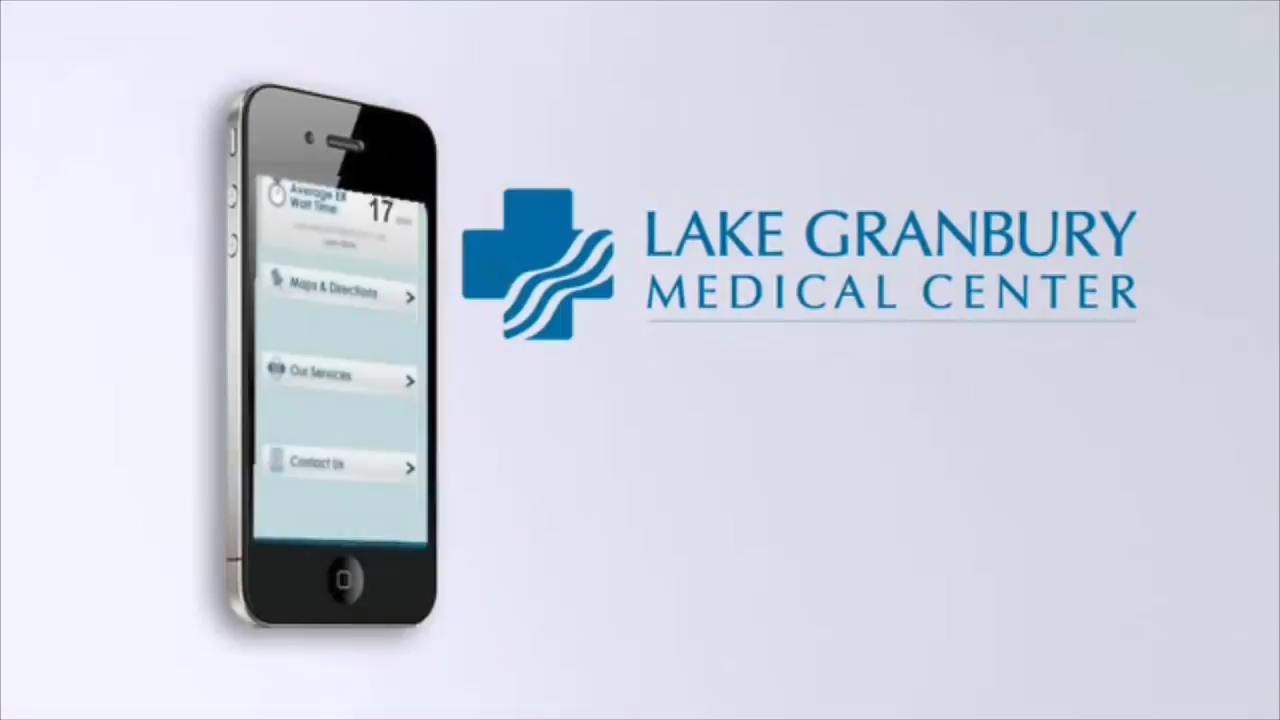 Average ER
Wait Time
17
Maps & Directions
Our Services
Contact Us
LAKE GRANBURY
MEDICAL CENTER